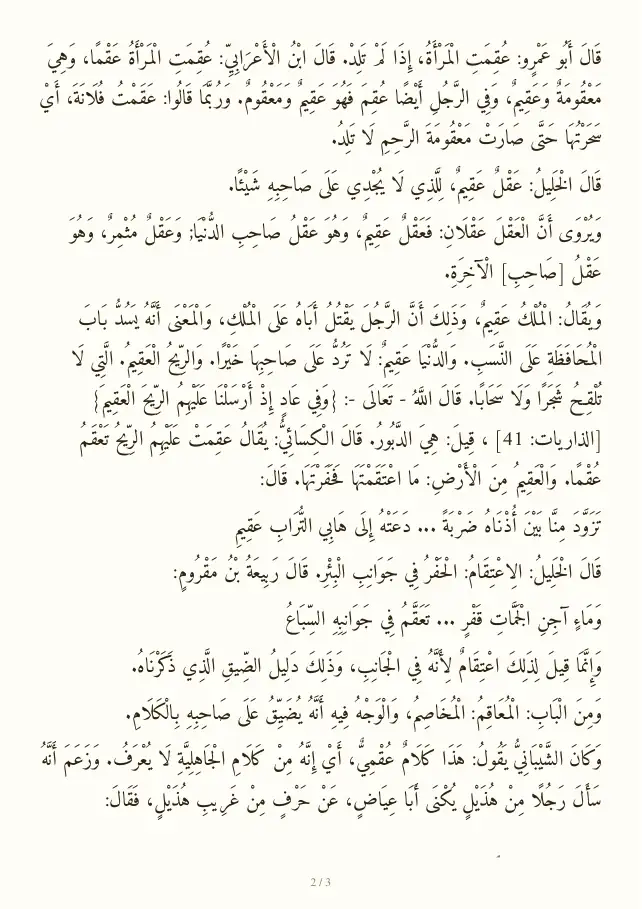 قَالَ أَبُو عَمْرٍو: عُقِمَتِ الْمَرْأَةُ، إِذَا لَمْ تَلِدْ. قَالَ ابْنُ الْأَعْرَابِيِّ: عُقِمَتِ الْمَرْأَةُ عَقْمًا، وَهِيَ
مَعْقُومَةٌ وَعَقِيمٌ، وَفِي الرَّجُلِ أَيْضًا عُقِمَ فَهُوَ عَقِيمٌ وَمَعْقُومٌ. وَرُبَّمَا قَالُوا: عَقَمْتُ فُلَانَةَ، أَيْ
سَحَرْتُهَا حَتَّى صَارَتْ مَعْقُومَةَ الرَّحِمِ لَا تَلِدُ.
قَالَ الْخَلِيلُ: عَقْلٌ عَقِيمٌ، لِلَّذِي لَا يُجْدِي عَلَى صَاحِبِهِ شَيْئًا.
وَيُرْوَى أَنَّ الْعَقْلَ عَقْلَانِ: فَعَقْلٌ عَقِيمٌ، وَهُوَ عَقْلُ صَاحِبِ الدُّنْيَا; وَعَقْلٌ مُثْمِرٌ، وَهُوَ
عَقْلُ [صَاحِبِ] الْآخِرَةِ.
وَيُقَالُ: الْمُلْكُ عَقِيمٌ، وَذَلِكَ أَنَّ الرَّجُلَ يَقْتُلُ أَبَاهُ عَلَى الْمُلْكِ، وَالْمَعْنَى أَنَّهُ يَسُدُّ بَابَ
الْمُحَافَظَةِ عَلَى النَّسَبِ. وَالدُّنْيَا عَقِيمٌ: لَا تَرُدُّ عَلَى صَاحِبِهَا خَيْرًا. وَالرِّيحُ الْعَقِيمُ. الَّتِي لَا
تُلْقِحُ شَجَرًا وَلَا سَحَابًا. قَالَ اللَّهُ - تَعَالَى -: {وَفِي عَادٍ إِذْ أَرْسَلْنَا عَلَيْهِمُ الرِّيحَ الْعَقِيمَ}
[الذاريات: 41] ، قِيلَ: هِيَ الدَّبُورُ. قَالَ الْكِسَائِيُّ: يُقَالُ عَقِمَتْ عَلَيْهِمُ الرِّيحُ تَعْقَمُ
عُقْمًا. وَالْعَقِيمُ مِنَ الْأَرْضِ: مَا اعْتَقَمْتَهَا فَحَفَرْتَهَا. قَالَ:
تَزَوَّدَ مِنَّا بَيْنَ أُذْنَاهُ ضَرْبَةً ... دَعَتْهُ إِلَى هَابِي التُّرَابِ عَقِيمِ
قَالَ الْخَلِيلُ: الِاعْتِقَامُ: الْحَفْرُ فِي جَوَانِبِ الْبِئْرِ. قَالَ رَبِيعَةُ بْنُ مَقْرُومٍ:
وَمَاءٍ آجِنِ الْجَمَّاتِ قَفْرٍ ... تَعَقَّمُ فِي جَوَانِبِهِ السِّبَاعُ
وَإِنَّمَا قِيلَ لِذَلِكَ اعْتِقَامٌ لِأَنَّهُ فِي الْجَانِبِ، وَذَلِكَ دَلِيلُ الضِّيقِ الَّذِي ذَكَرْنَاهُ.
وَمِنَ الْبَابِ: الْمُعَاقِمُ: الْمُخَاصِمُ، وَالْوَجْهُ فِيهِ أَنَّهُ يُضَيِّقُ عَلَى صَاحِبِهِ بِالْكَلَامِ.
وَكَانَ الشَّيْبَانِيُّ يَقُولُ: هَذَا كَلَامٌ عُقْمِيٌّ، أَيْ إِنَّهُ مِنْ كَلَامِ الْجَاهِلِيَّةِ لَا يُعْرَفُ. وَزَعَمَ أَنَّهُ
سَأَلَ رَجُلًا مِنْ هُذَيْلٍ يُكْنَى أَبَا عِيَاضٍ، عَنْ حَرْفٍ مِنْ غَرِيبِ هُذَيْلٍ، فَقَالَ:
2 / 3